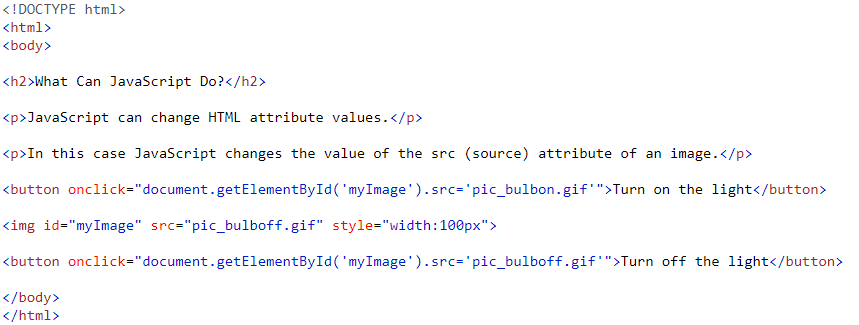 <!DOCTYPE html>
<html>
<body>
<h2>What Can JavaScript Do?</h2>
<p>JavaScript can change HTML attribute values.</p>
<p>In this case JavaScript changes the value of the src (source) attribute of an image.</p>
<button onclick="document.getElementById('myImage').src='pic_bulbon.gif'">Turn on the light</button>
<img id="myImage" src="pic_bulboff.gif" style="width:100px">
<button onclick="document.getElementById('myImage').src='pic_bulboff.gif'">Turn off the light</button>
</body>
</html>